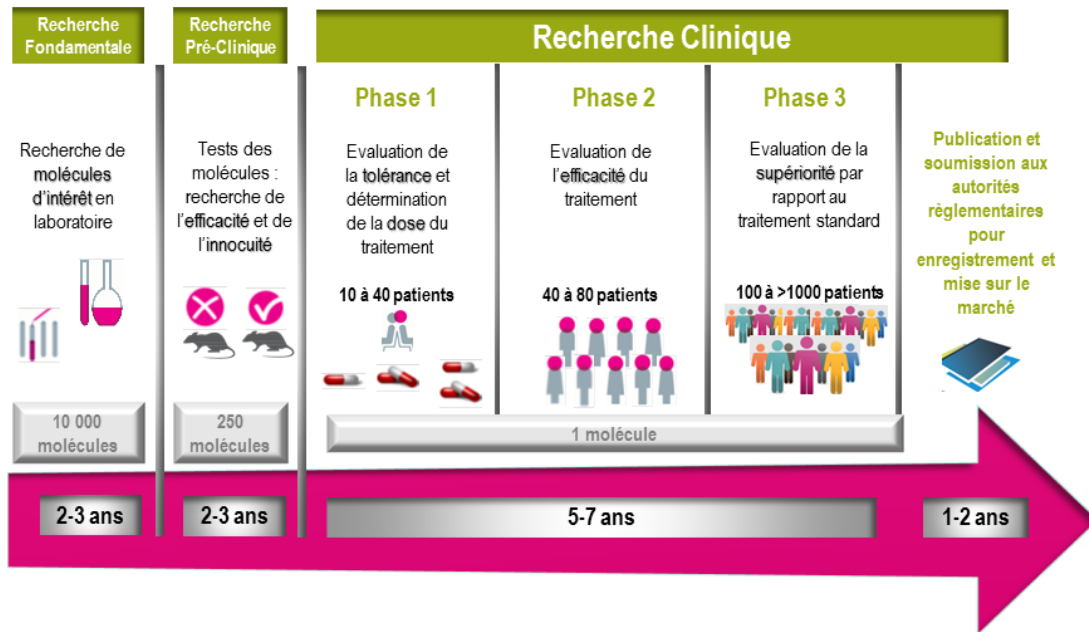 Recherche
Fondamentale
Recherche
Pré-Clinique
Recherche Clinique
Recherche de
molécules
d'intérêt en
laboratoire
Tests des
molécules :
recherche de
l'efficacité et de
l'innocuité
Phase 1
Evaluation de
la tolérance et
détermination
de la dose du
traitement
10 à 40 patients
Phase 2
Evaluation de
l'efficacité du
traitement
40 à 80 patients
Phase 3
Evaluation de la
supériorité par
rapport au
traitement standard
100 à >1000 patients
Publication et
soumission aux
autorités
règlementaires
pour
enregistrement et
mise sur le
marché
10 000
molécules
250
molécules
1 molécule
2-3 ans
2-3 ans
5-7 ans
1-2 ans